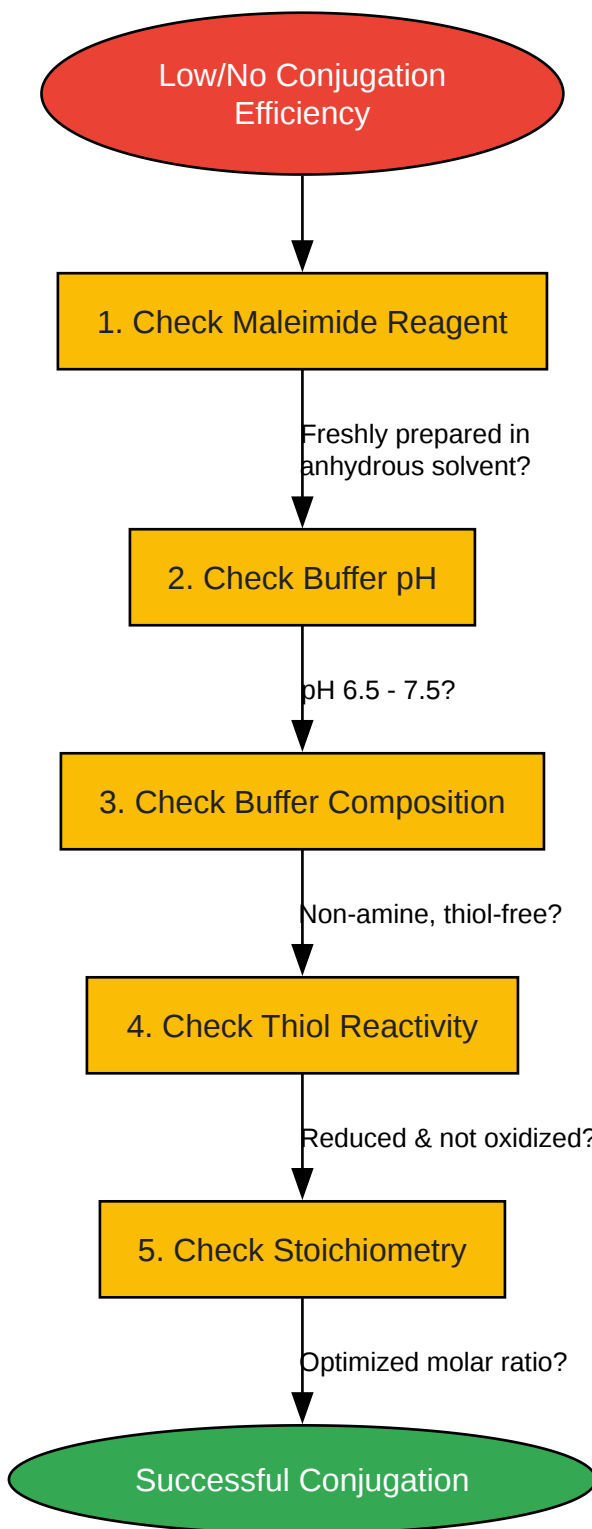 Low/No Conjugation
Efficiency
1. Check Maleimide Reagent
Freshly prepared in
anhydrous solvent?
2. Check Buffer pH
pH 6.5 - 7.5?
3. Check Buffer Composition
Non-amine, thiol-free?
4. Check Thiol Reactivity
Reduced & not oxidized?
5. Check Stoichiometry
Optimized molar ratio?
Successful Conjugation